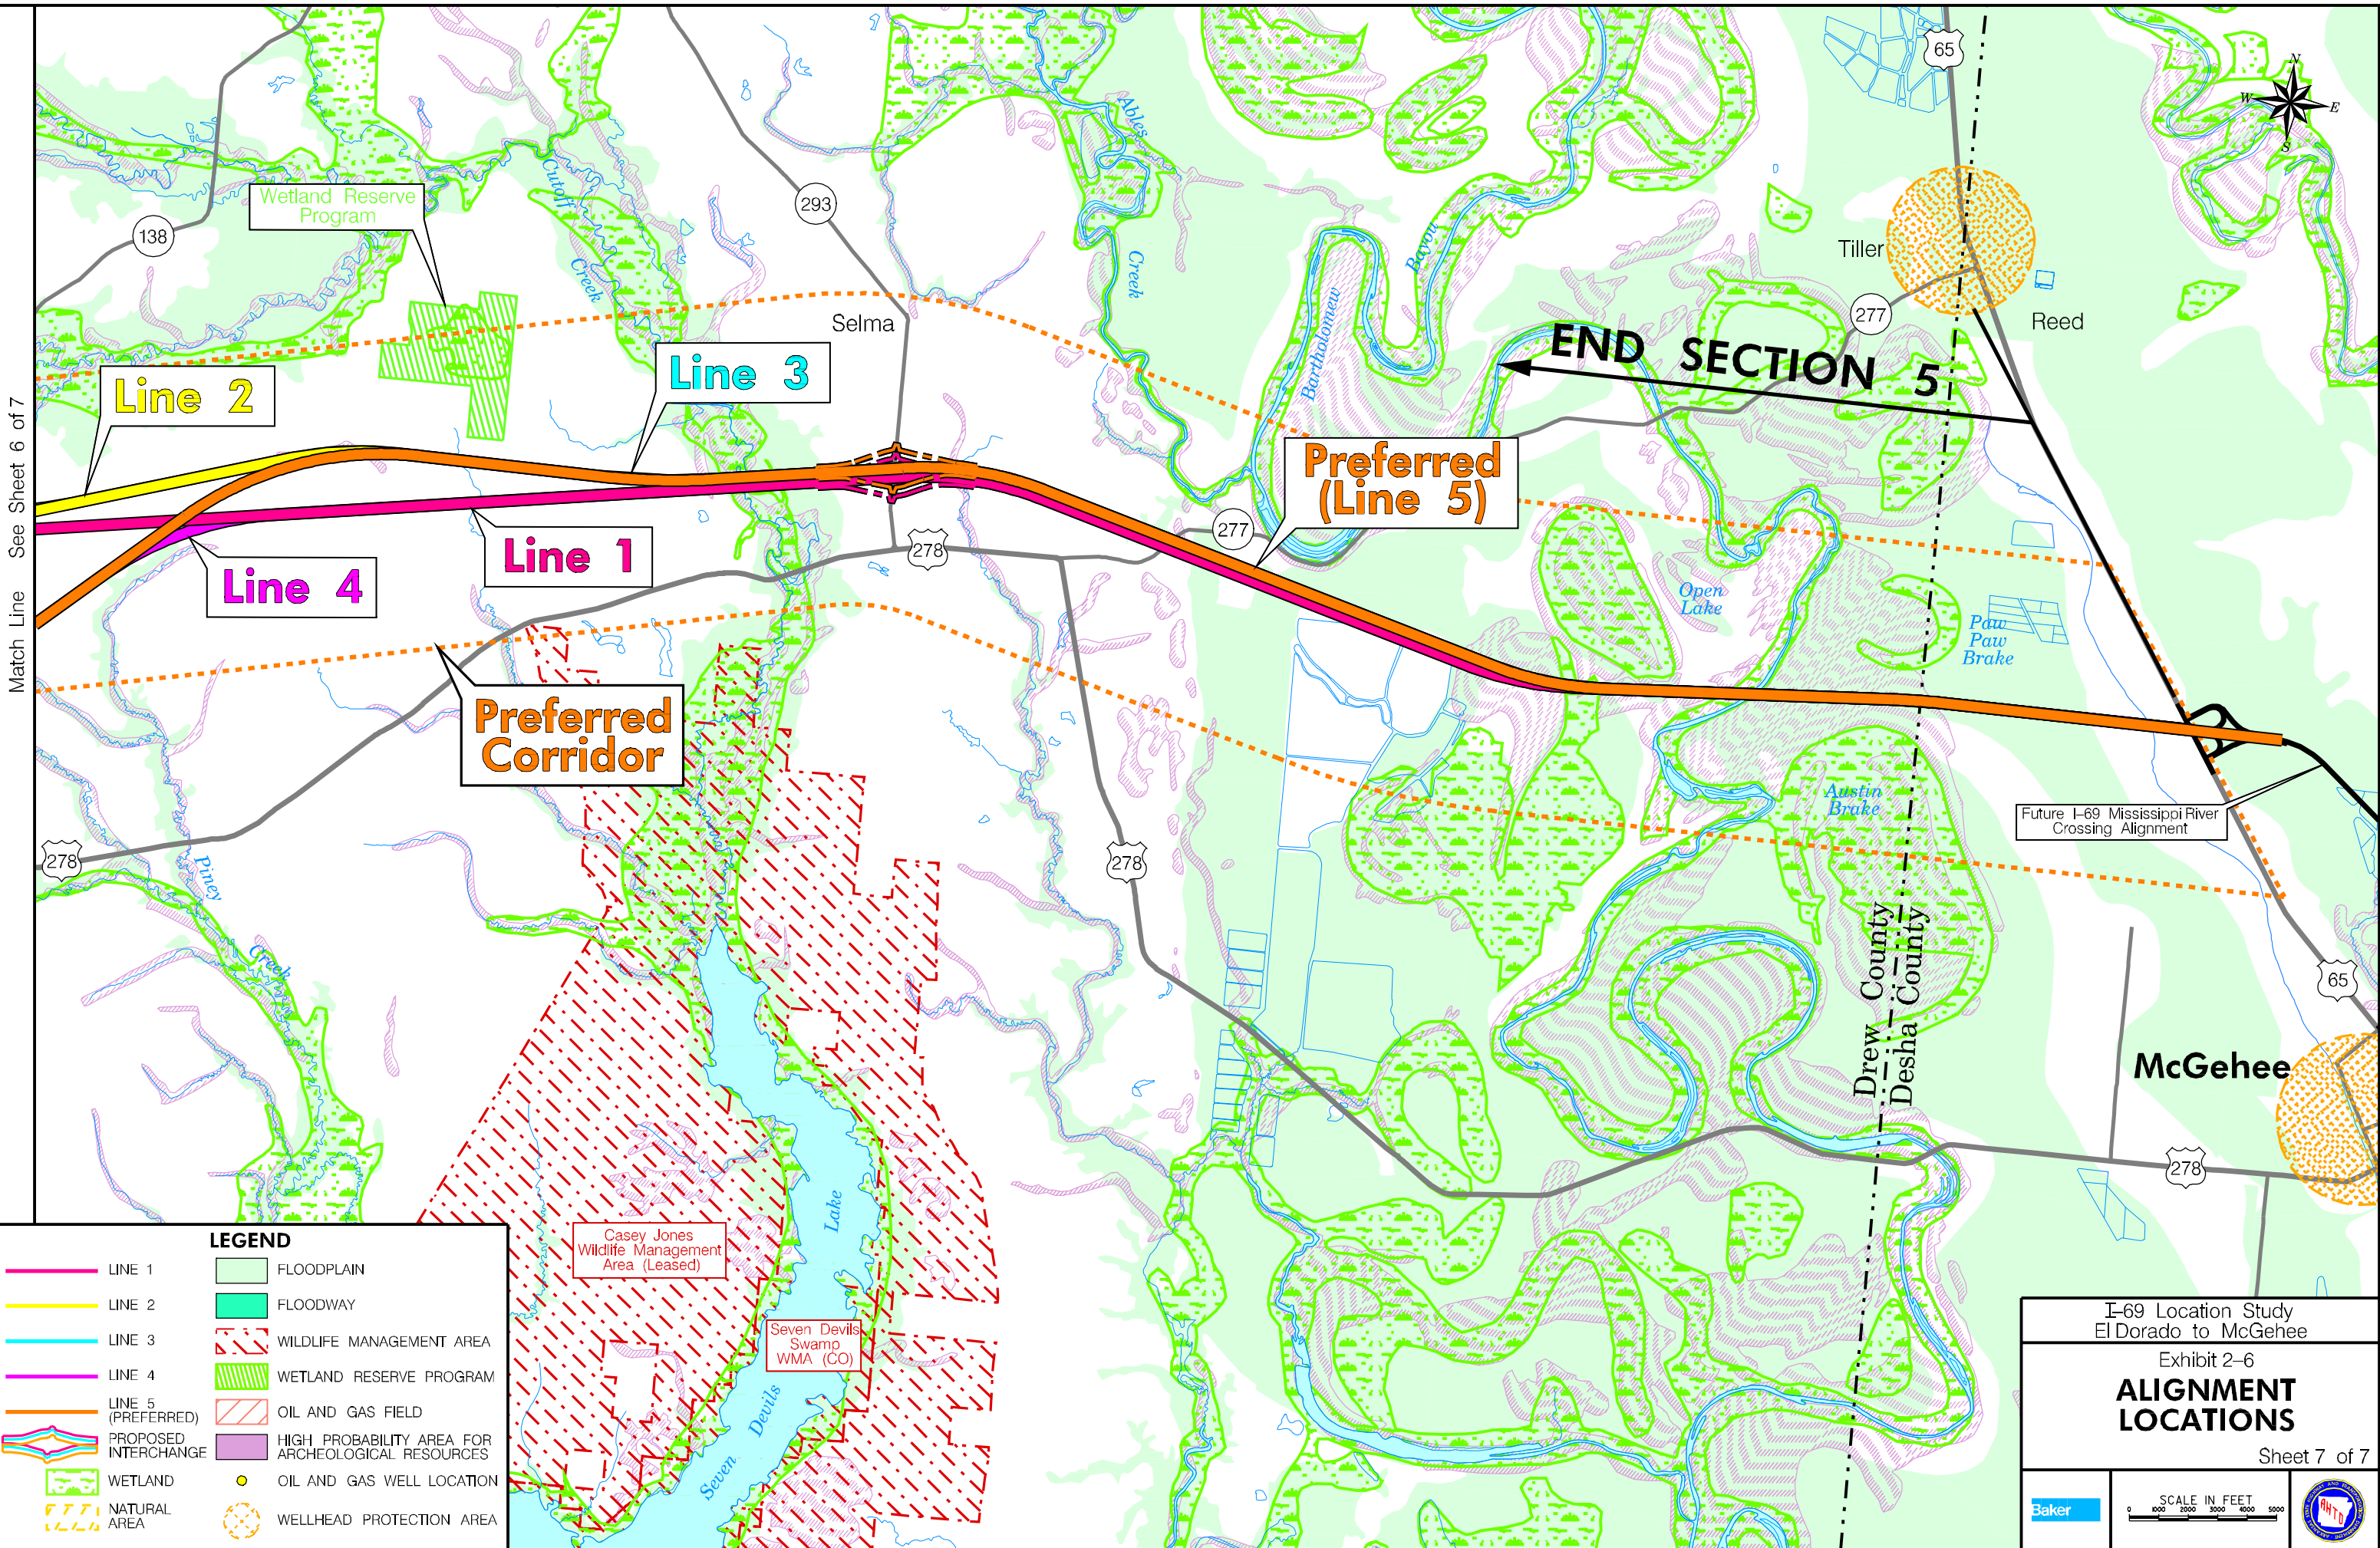 Match Line See Sheet 6 of 7
138
Wetland Reserve
Program
Cutoff
Creek
293
Ables
Creek
Bartholomew
Bayou
65
N
W
E
S
Tiller
277
Reed
Selma
END SECTION 5
Line 2
Line 3
Line 1
Line 4
Preferred
(Line 5)
278
277
Open
Lake
Paw
Paw
Brake
Preferred
Corridor
Austin
Brake
Future I-69 Mississippi River
Crossing Alignment
278
Piney
Creek
278
Drew County
Desha County
65
McGehee
278
Lake
Devils
Seven
Casey Jones
Wildlife Management
Area (Leased)
Seven Devils
Swamp
WMA (CO)
LEGEND
LINE 1
LINE 2
LINE 3
LINE 4
LINE 5
(PREFERRED)
PROPOSED
INTERCHANGE
WETLAND
NATURAL
AREA
FLOODPLAIN
FLOODWAY
WILDLIFE MANAGEMENT AREA
WETLAND RESERVE PROGRAM
OIL AND GAS FIELD
HIGH PROBABILITY AREA FOR
ARCHEOLOGICAL RESOURCES
OIL AND GAS WELL LOCATION
WELLHEAD PROTECTION AREA
I-69 Location Study
El Dorado to McGehee
Exhibit 2-6
ALIGNMENT
LOCATIONS
Sheet 7 of 7
Baker
SCALE IN FEET
0 1000 2000 3000 4000 5000
AHTD